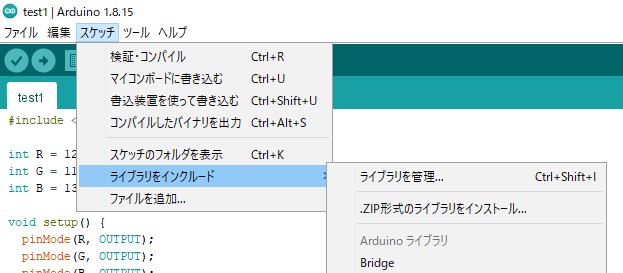 test1 | Arduino 1.8.15
ファイル 編集 スケッチ ツール ヘルプ
検証・コンパイル Ctrl+R
マイコンボードに書き込む Ctrl+U
書込装置を使って書き込む Ctrl+Shift+U
コンパイルしたバイナリを出力 Ctrl+Alt+S
スケッチのフォルダを表示 Ctrl+K
ライブラリをインクルード
ファイルを追加...
ライブラリを管理... Ctrl+Shift+I
.ZIP形式のライブラリをインストール...
Arduino ライブラリ
Bridge
test1
#include <
int R = 12
int G = 11
int B = 13
void setup() {
pinMode(R, OUTPUT);
pinMode(G, OUTPUT);
pinMode(B, OUTPUT);